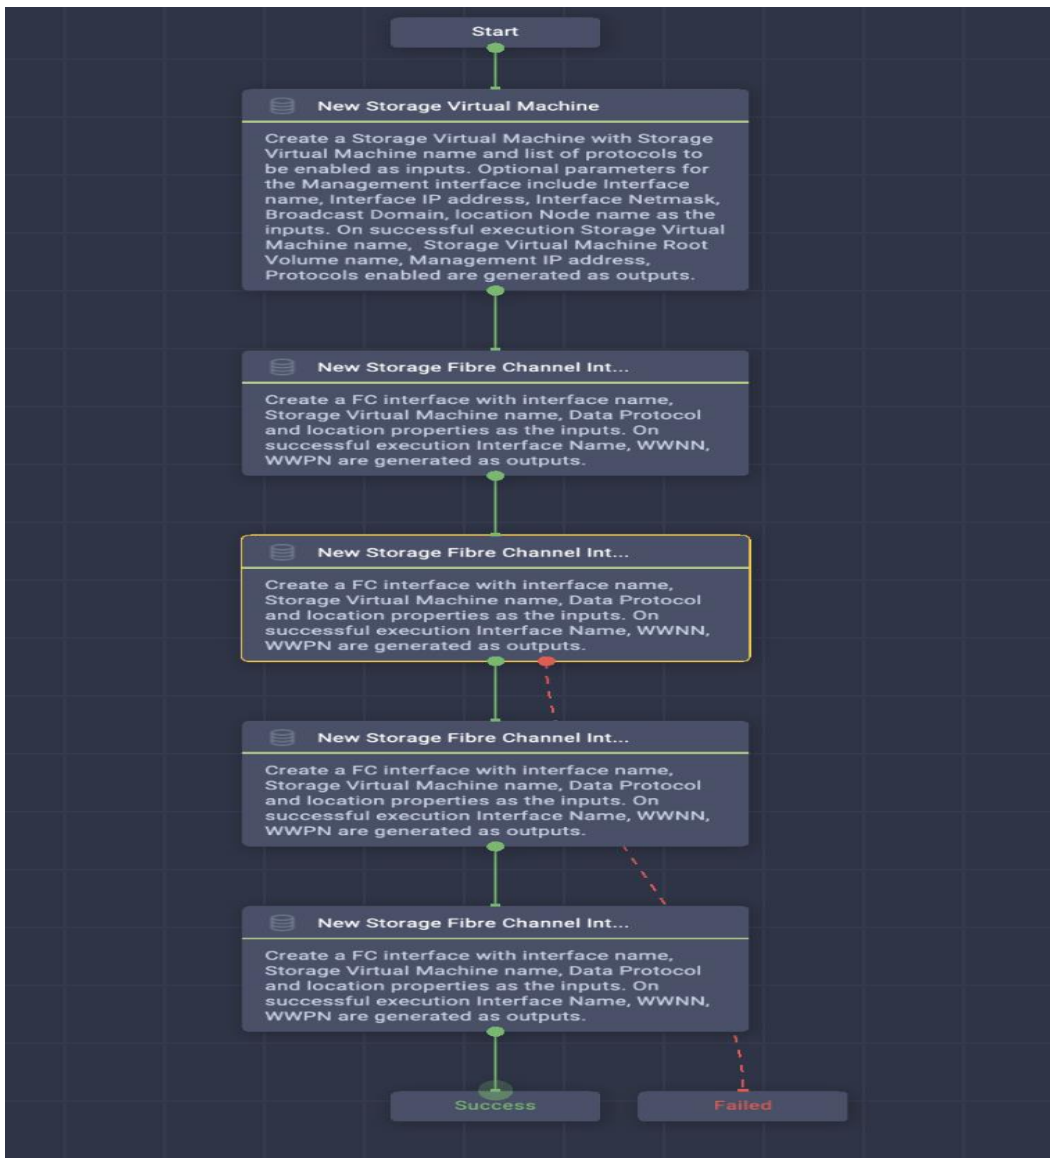 Start
New Storage Virtual Machine
Create a Storage Virtual Machine with Storage
Virtual Machine name and list of protocols to
be enabled as inputs. Optional parameters for
the Management interface include Interface
name, Interface IP address, Interface Netmask,
Broadcast Domain, location Node name as the
inputs. On successful execution Storage Virtual
Machine name, Storage Virtual Machine Root
Volume name, Management IP address,
Protocols enabled are generated as outputs.
New Storage Fibre Channel Int...
Create a FC interface with interface name,
Storage Virtual Machine name, Data Protocol
and location properties as the inputs. On
successful execution Interface Name, WWNN,
WWPN are generated as outputs.
New Storage Fibre Channel Int...
Create a FC interface with interface name,
Storage Virtual Machine name, Data Protocol
and location properties as the inputs. On
successful execution Interface Name, WWNN,
WWPN are generated as outputs.
New Storage Fibre Channel Int...
Create a FC interface with interface name,
Storage Virtual Machine name, Data Protocol
and location properties as the inputs. On
successful execution Interface Name, WWNN,
WWPN are generated as outputs.
New Storage Fibre Channel Int...
Create a FC interface with interface name,
Storage Virtual Machine name, Data Protocol
and location properties as the inputs. On
successful execution Interface Name, WWNN,
WWPN are generated as outputs.
Success
Failed